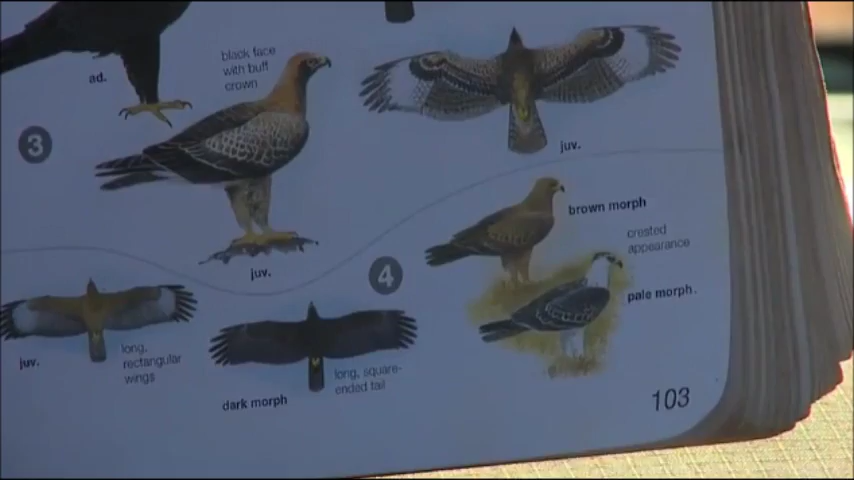 ad.
black face
with buff
crown
3
juv.
juv.
brown morph
crested
appearance
4
pale morph.
juv.
long,
rectangular
wings
dark morph
long, square-
ended tail
103